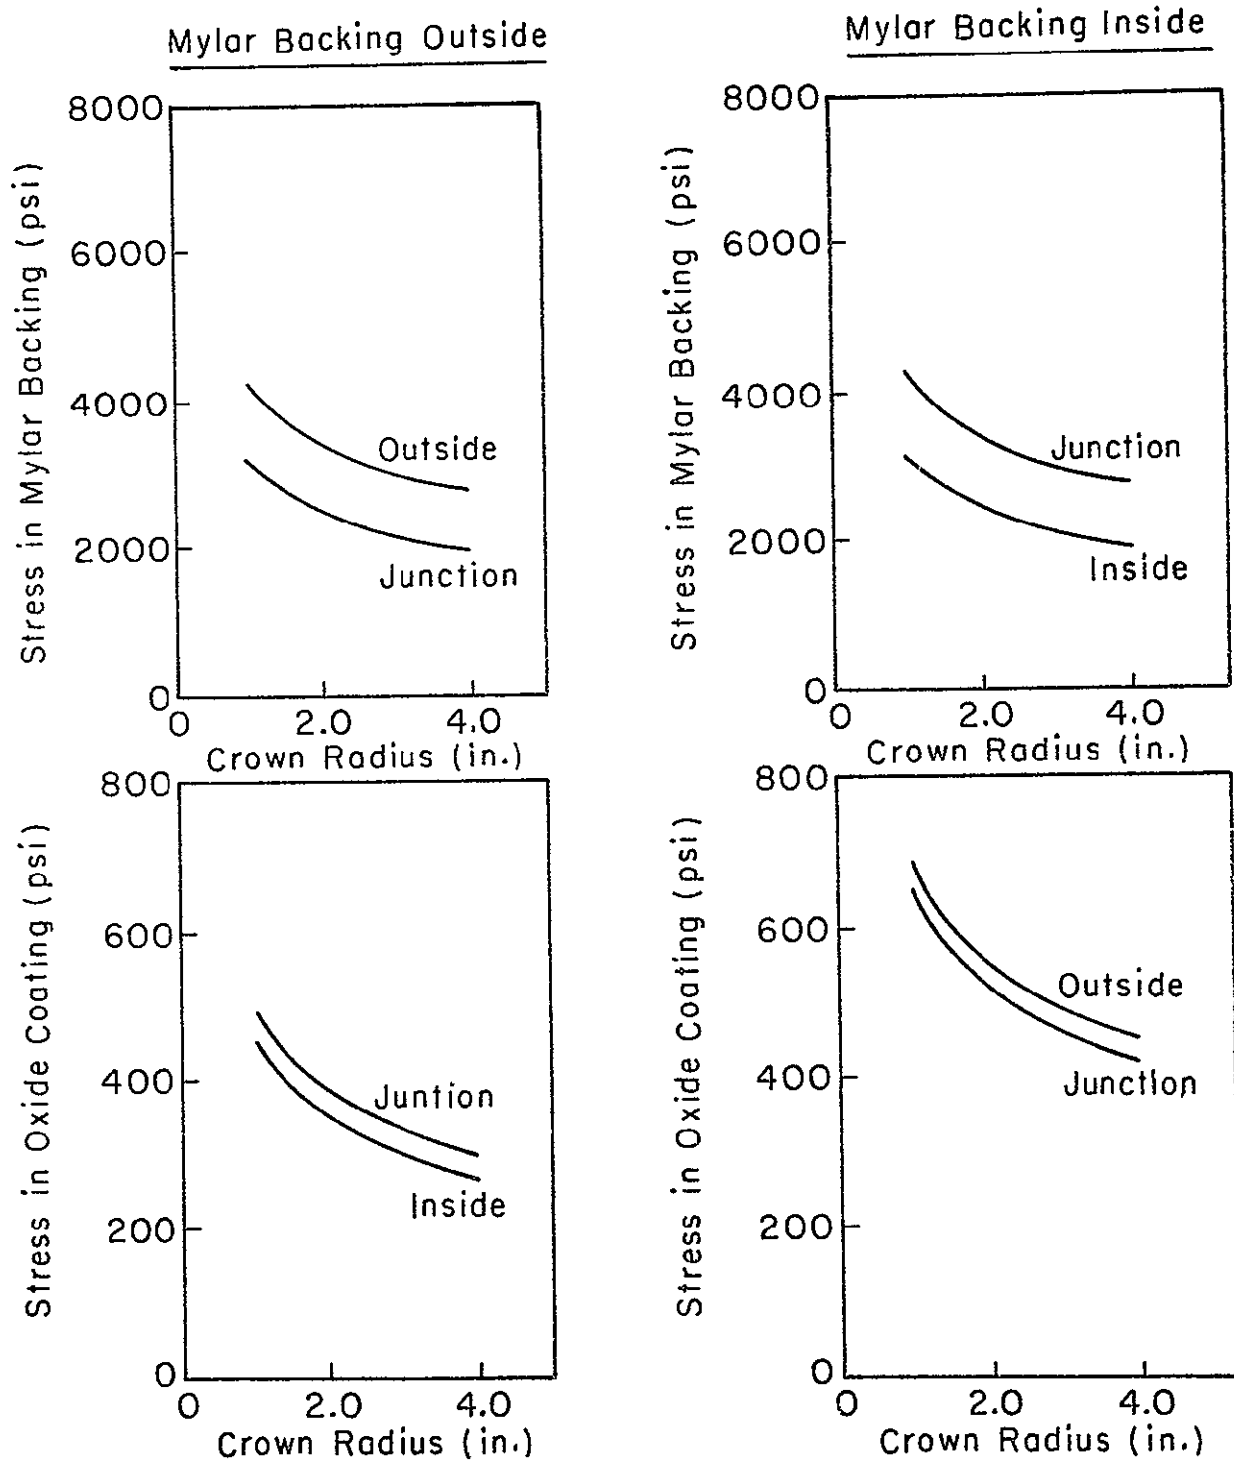 Mylar Backing Outside
8000
6000
4000
2000
0
Stress in Mylar Backing (psi)
Outside
Junction
0 2.0 4.0
Crown Radius (in.)
Mylar Backing Inside
8000
6000
4000
2000
0
Stress in Mylar Backing (psi)
Junction
Inside
0 2.0 4.0
Crown Radius (in.)
800
600
400
200
0
Stress in Oxide Coating (psi)
Juntion
Inside
0 2.0 4.0
Crown Radius (in.)
800
600
400
200
0
Stress in Oxide Coating (psi)
Outside
Junction
0 2.0 4.0
Crown Radius (in.)